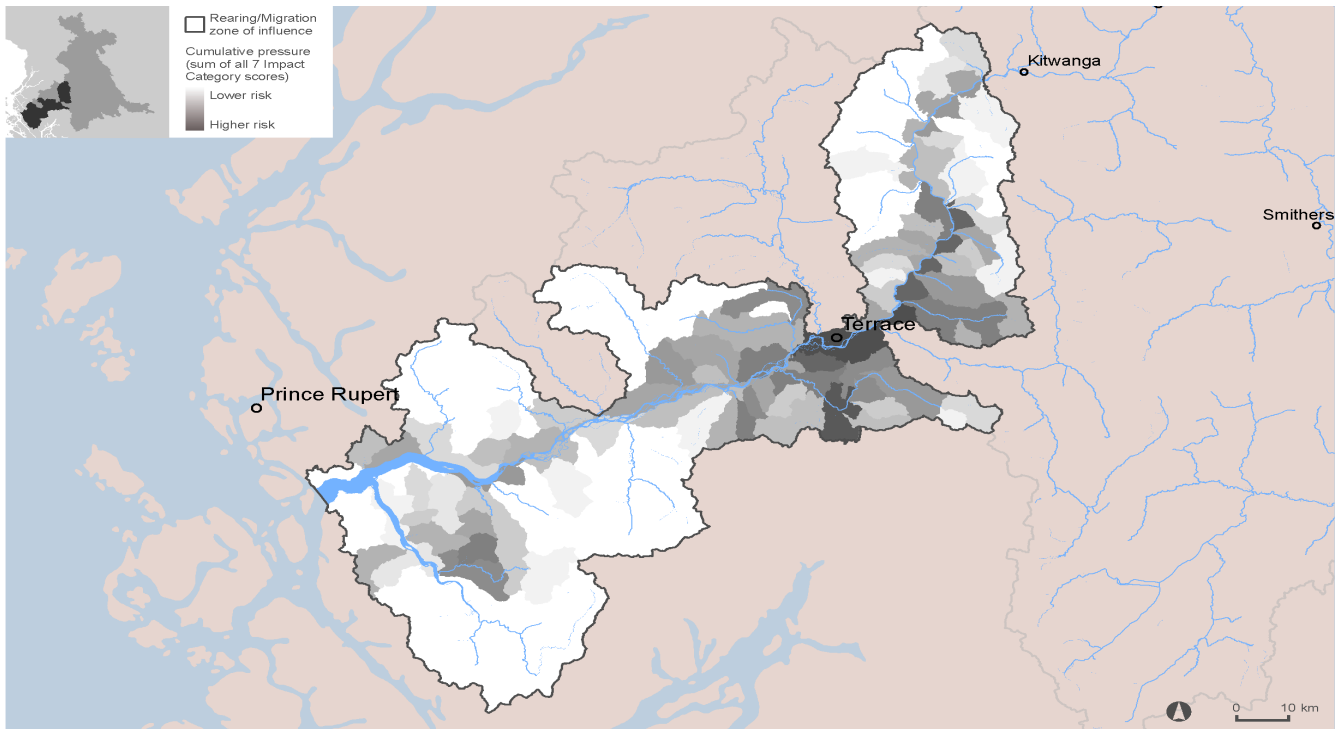 Rearing/Migration
zone of influence
Cumulative pressure
(sum of all 7 Impact
Category scores)
Lower risk
Higher risk
Kitwanga
Smithers
Terrace
Prince Rupert
0 10 km